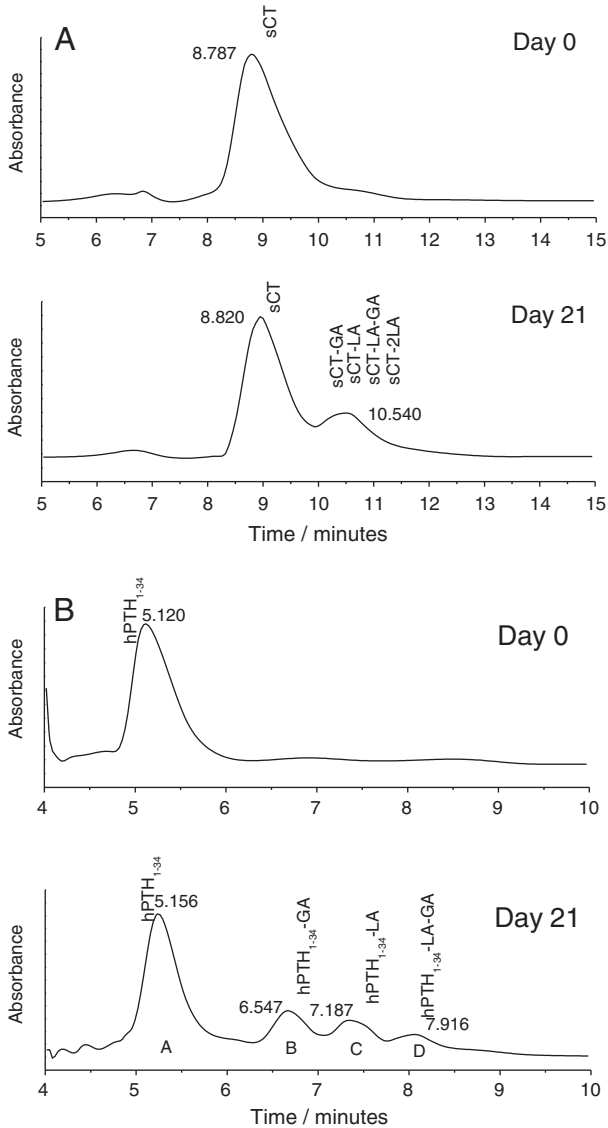 A
sCT
8.787
Day 0
Absorbance
5 6 7 8 9 10 11 12 13 14 15
sCT
8.820
sCT-GA
sCT-LA
sCT-LA-GA
sCT-2LA
10.540
Day 21
Absorbance
5 6 7 8 9 10 11 12 13 14 15
Time / minutes
B
hPTH1-34
5.120
Day 0
Absorbance
4 5 6 7 8 9 10
hPTH1-34
5.156
6.547
hPTH1-34-GA
7.187
hPTH1-34-LA
hPTH1-34-LA-GA
7.916
Day 21
A B C D
Absorbance
4 5 6 7 8 9 10
Time / minutes